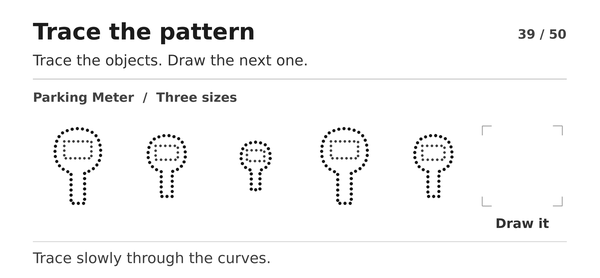 Trace the pattern
39 / 50
Trace the objects. Draw the next one.
Parking Meter / Three sizes
Draw it
Trace slowly through the curves.